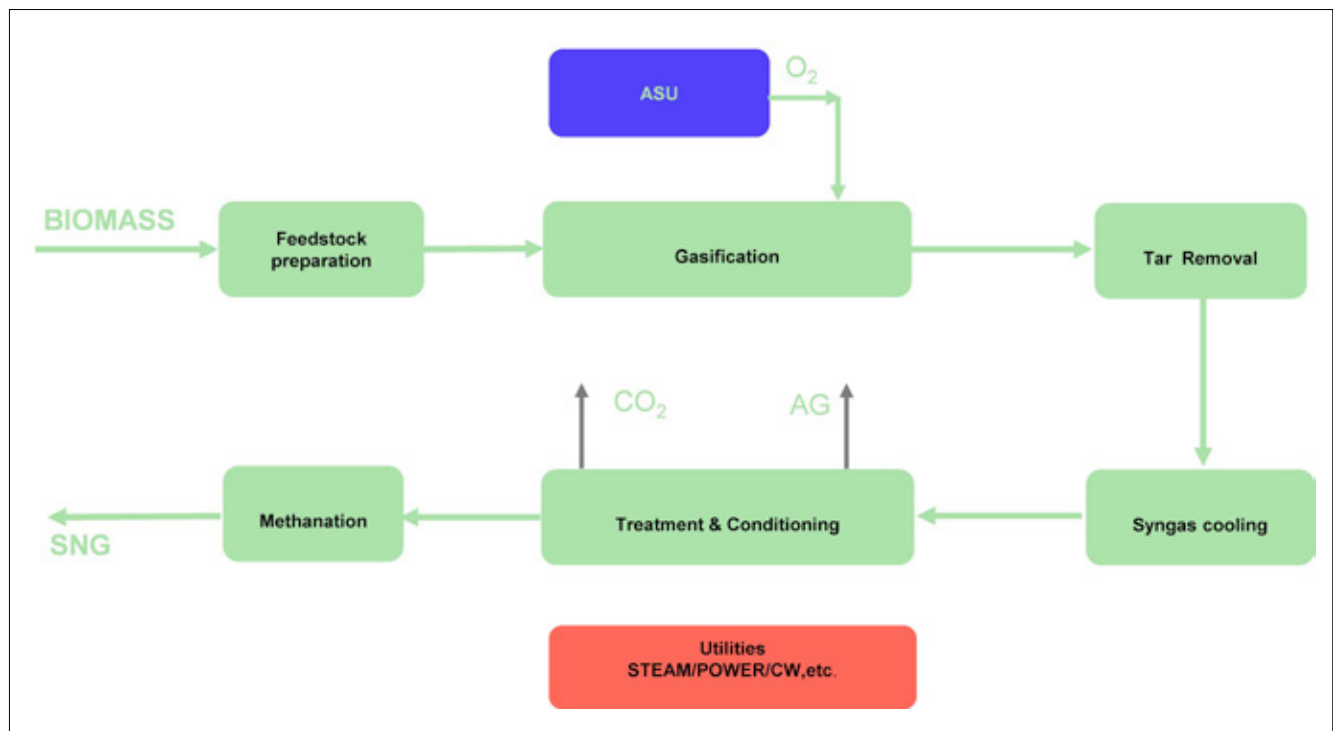 ASU
O₂
BIOMASS
Feedstock
preparation
Gasification
Tar Removal
CO₂
AG
Methanation
Treatment & Conditioning
Syngas cooling
SNG
Utilities
STEAM/POWER/CW,etc.